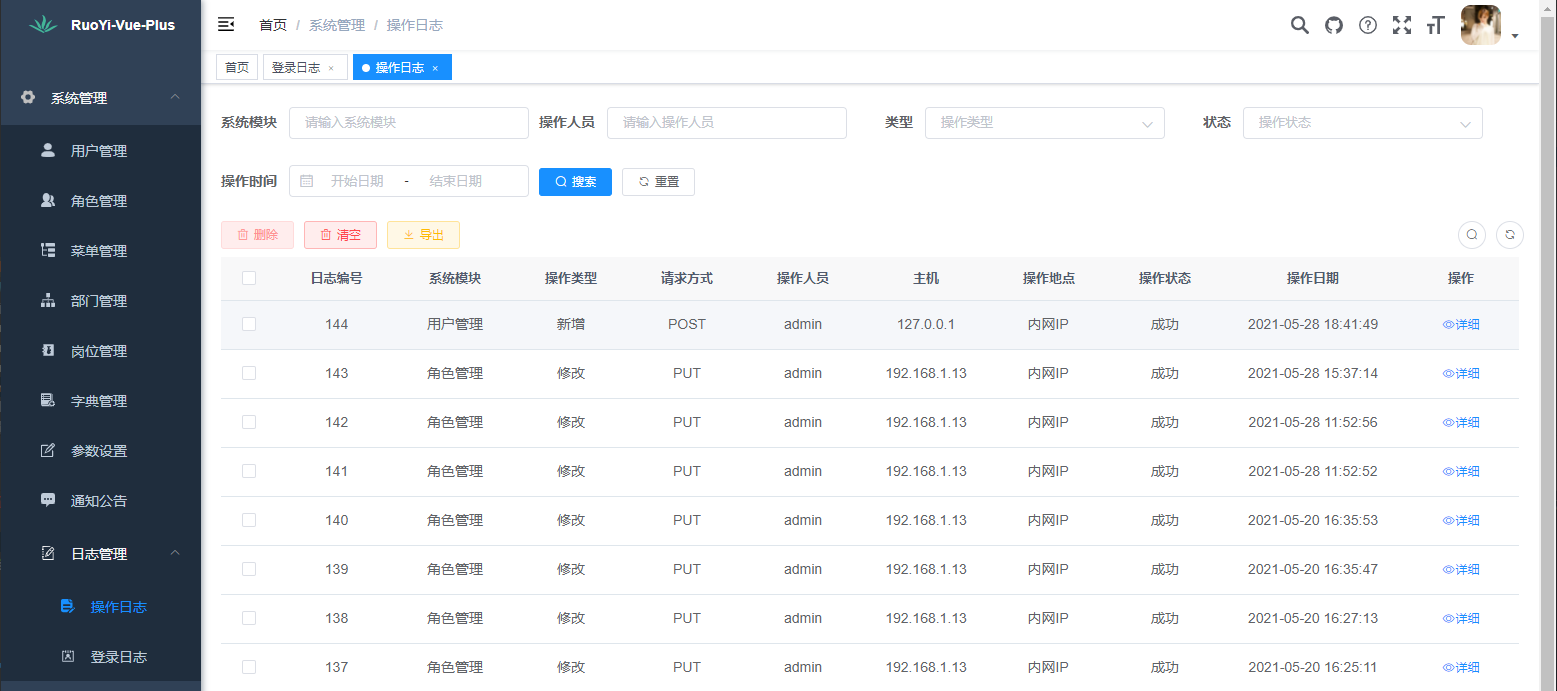 RuoYi-Vue-Plus
首页 / 系统管理 / 操作日志
首页 登录日志 × 操作日志 ×
系统管理
用户管理
角色管理
菜单管理
部门管理
岗位管理
字典管理
参数设置
通知公告
日志管理
操作日志
登录日志
系统模块 请输入系统模块 操作人员 请输入操作人员 类型 操作类型 状态 操作状态
操作时间 开始日期 - 结束日期 搜索 重置
删除 清空 导出
日志编号 系统模块 操作类型 请求方式 操作人员 主机 操作地点 操作状态 操作日期 操作
144 用户管理 新增 POST admin 127.0.0.1 内网IP 成功 2021-05-28 18:41:49 详细
143 角色管理 修改 PUT admin 192.168.1.13 内网IP 成功 2021-05-28 15:37:14 详细
142 角色管理 修改 PUT admin 192.168.1.13 内网IP 成功 2021-05-28 11:52:56 详细
141 角色管理 修改 PUT admin 192.168.1.13 内网IP 成功 2021-05-28 11:52:52 详细
140 角色管理 修改 PUT admin 192.168.1.13 内网IP 成功 2021-05-20 16:35:53 详细
139 角色管理 修改 PUT admin 192.168.1.13 内网IP 成功 2021-05-20 16:35:47 详细
138 角色管理 修改 PUT admin 192.168.1.13 内网IP 成功 2021-05-20 16:27:13 详细
137 角色管理 修改 PUT admin 192.168.1.13 内网IP 成功 2021-05-20 16:25:11 详细